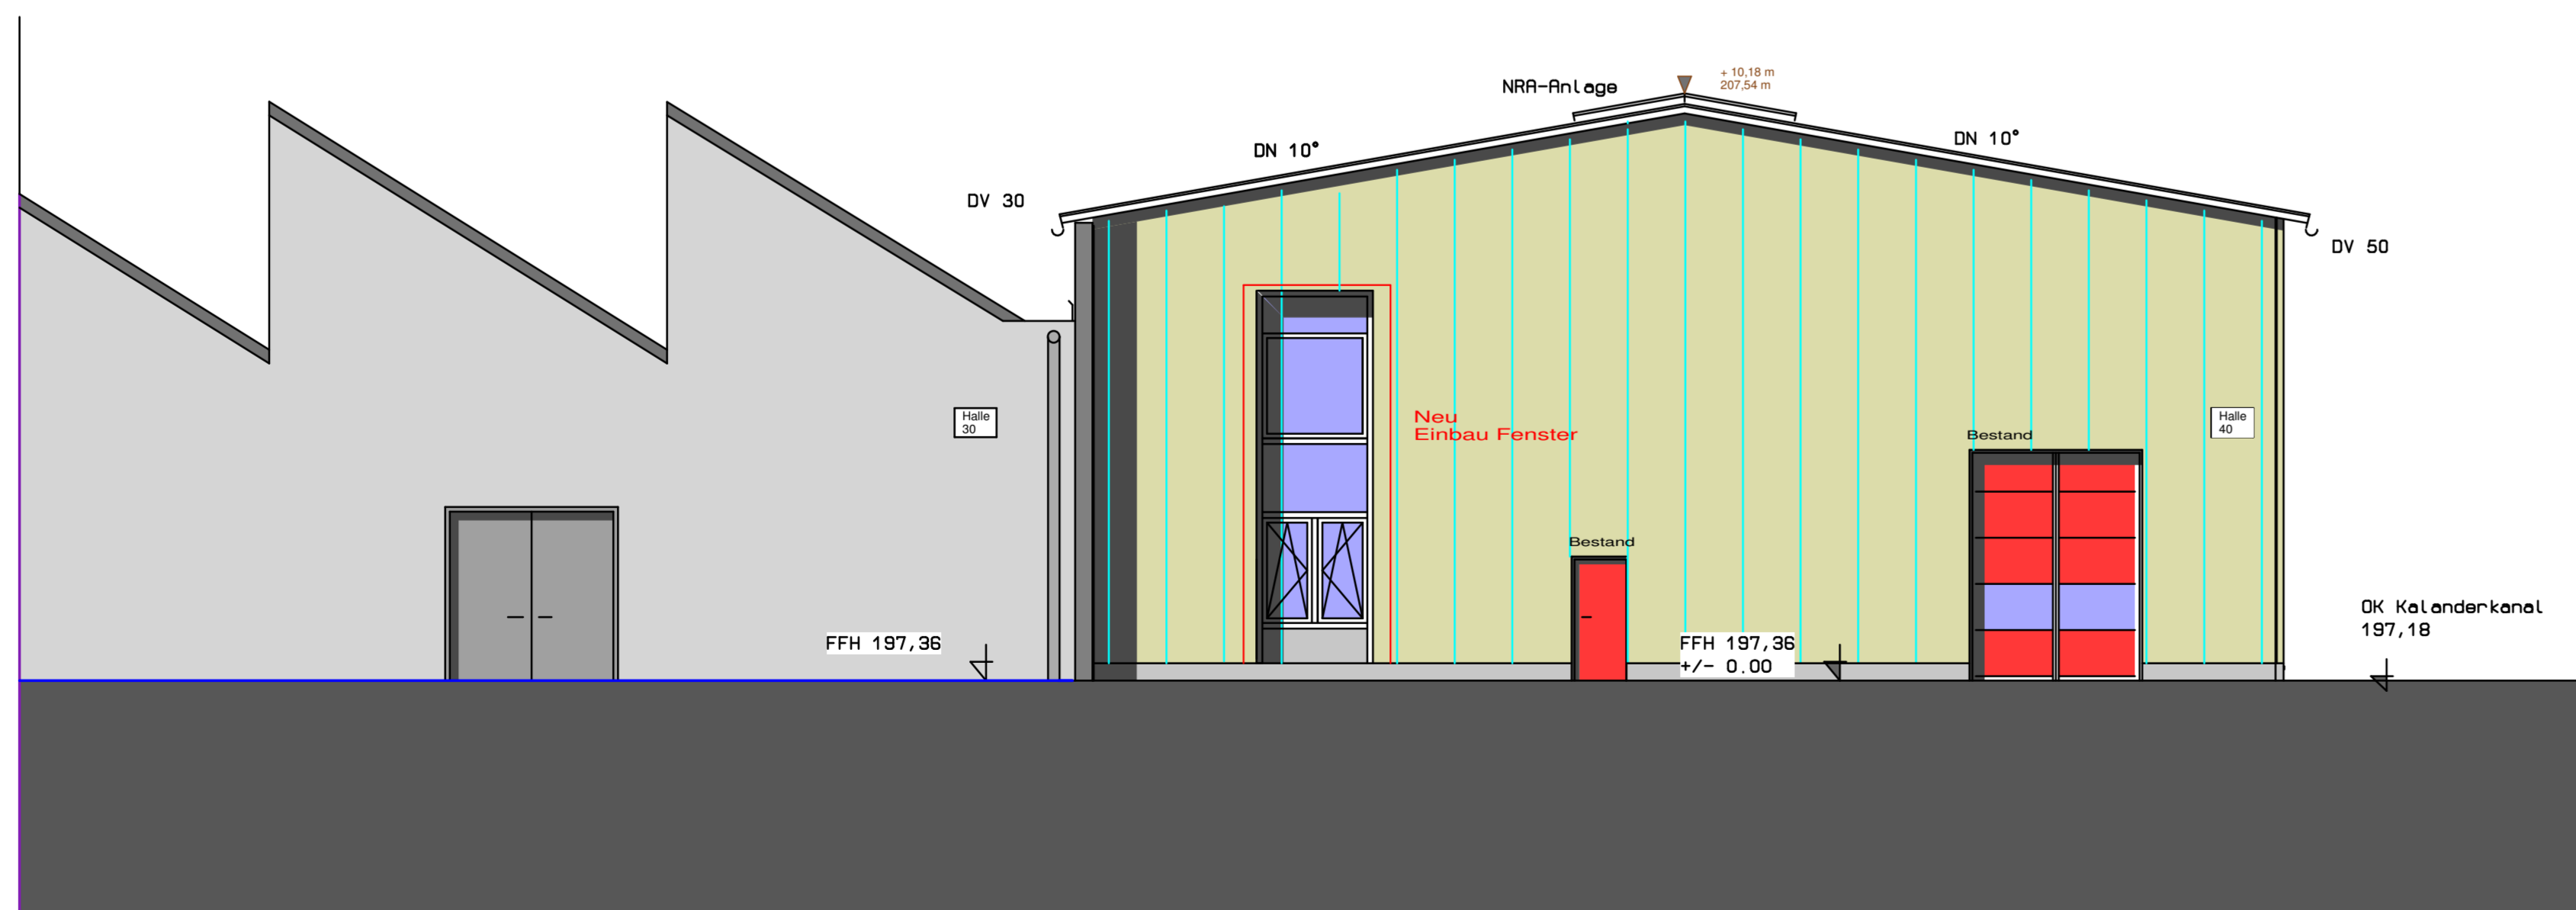 + 10,18 m
207,54 m
NRA-Anlage
DN 10°
DN 10°
DV 30
DV 50
Halle
30
Neu
Einbau Fenster
Halle
40
Bestand
Bestand
OK Kalanderkanal
197,18
FFH 197,36
FFH 197,36
+/- 0.00